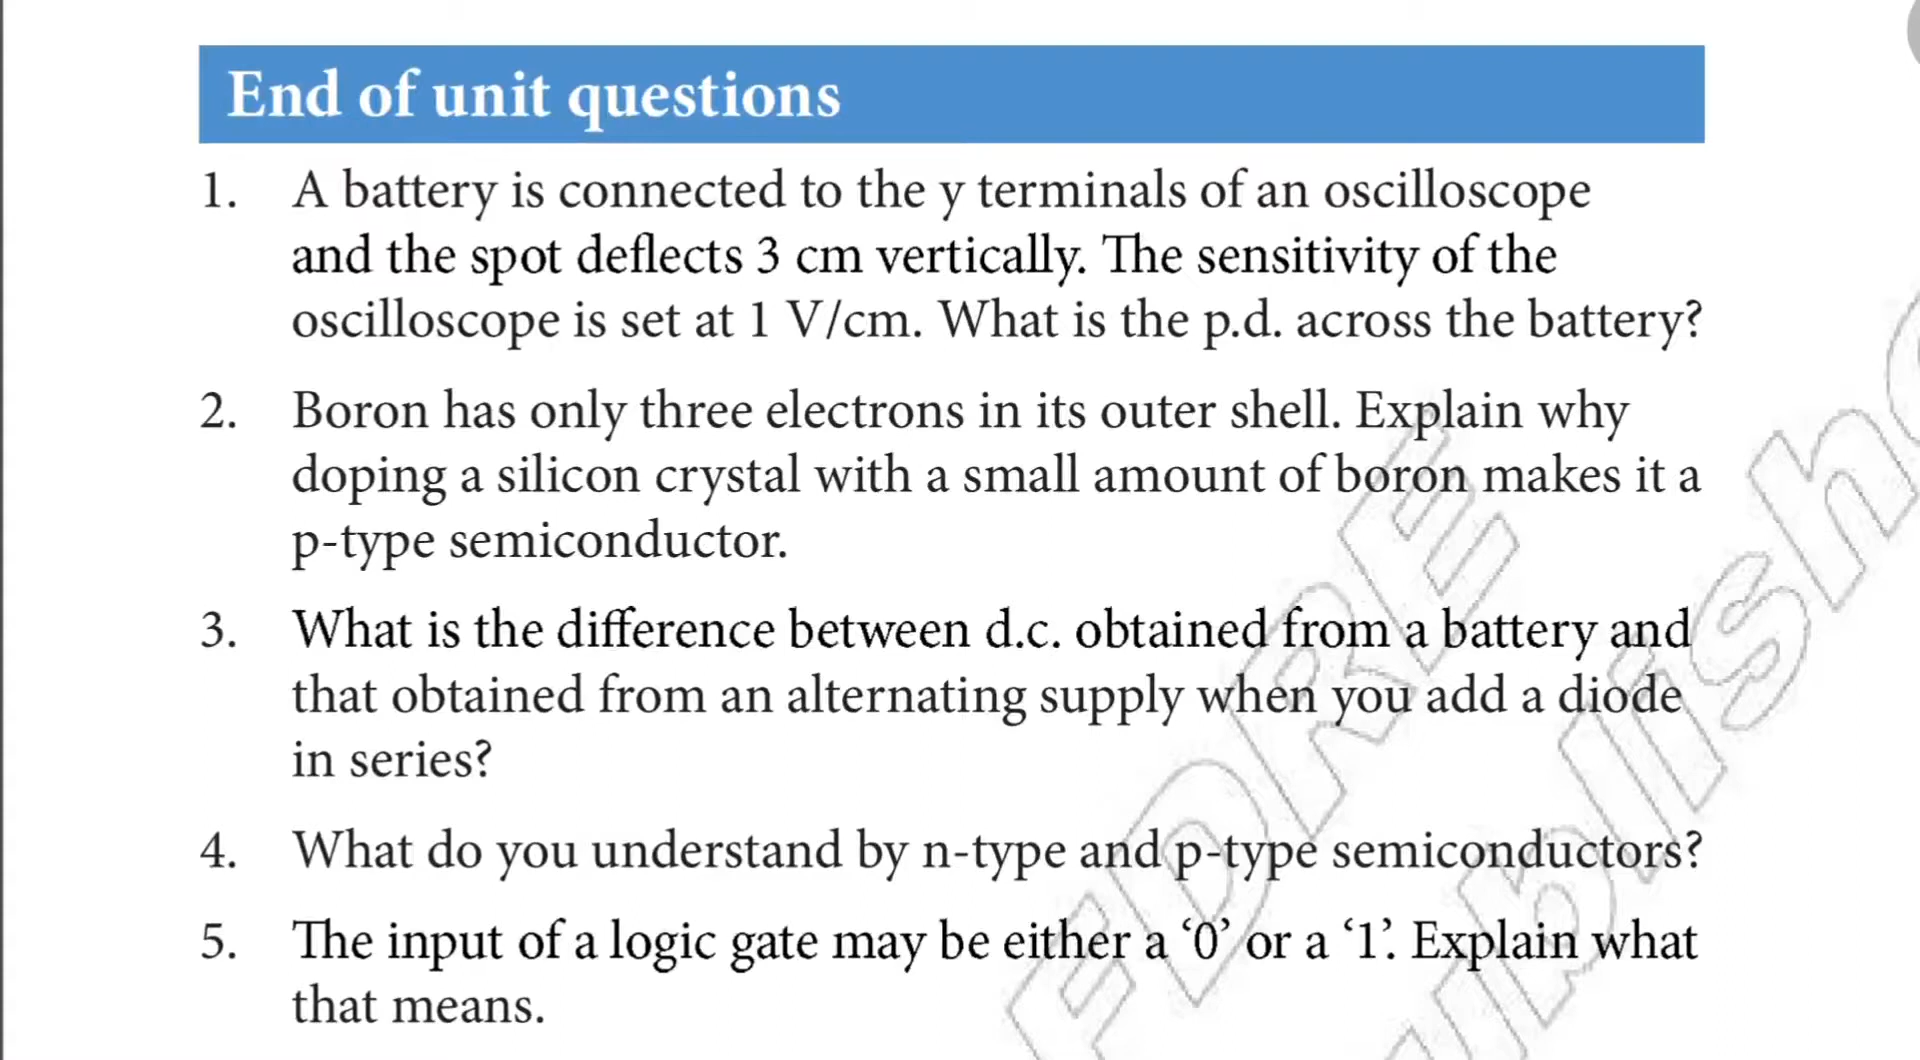 End of unit questions
1. A battery is connected to the y terminals of an oscilloscope
and the spot deflects 3 cm vertically. The sensitivity of the
oscilloscope is set at 1 V/cm. What is the p.d. across the battery?
2. Boron has only three electrons in its outer shell. Explain why
doping a silicon crystal with a small amount of boron makes it a
p-type semiconductor.
3. What is the difference between d.c. obtained from a battery and
that obtained from an alternating supply when you add a diode
in series?
4. What do you understand by n-type and p-type semiconductors?
5. The input of a logic gate may be either a ‘0’ or a ‘1’. Explain what
that means.
FDRE